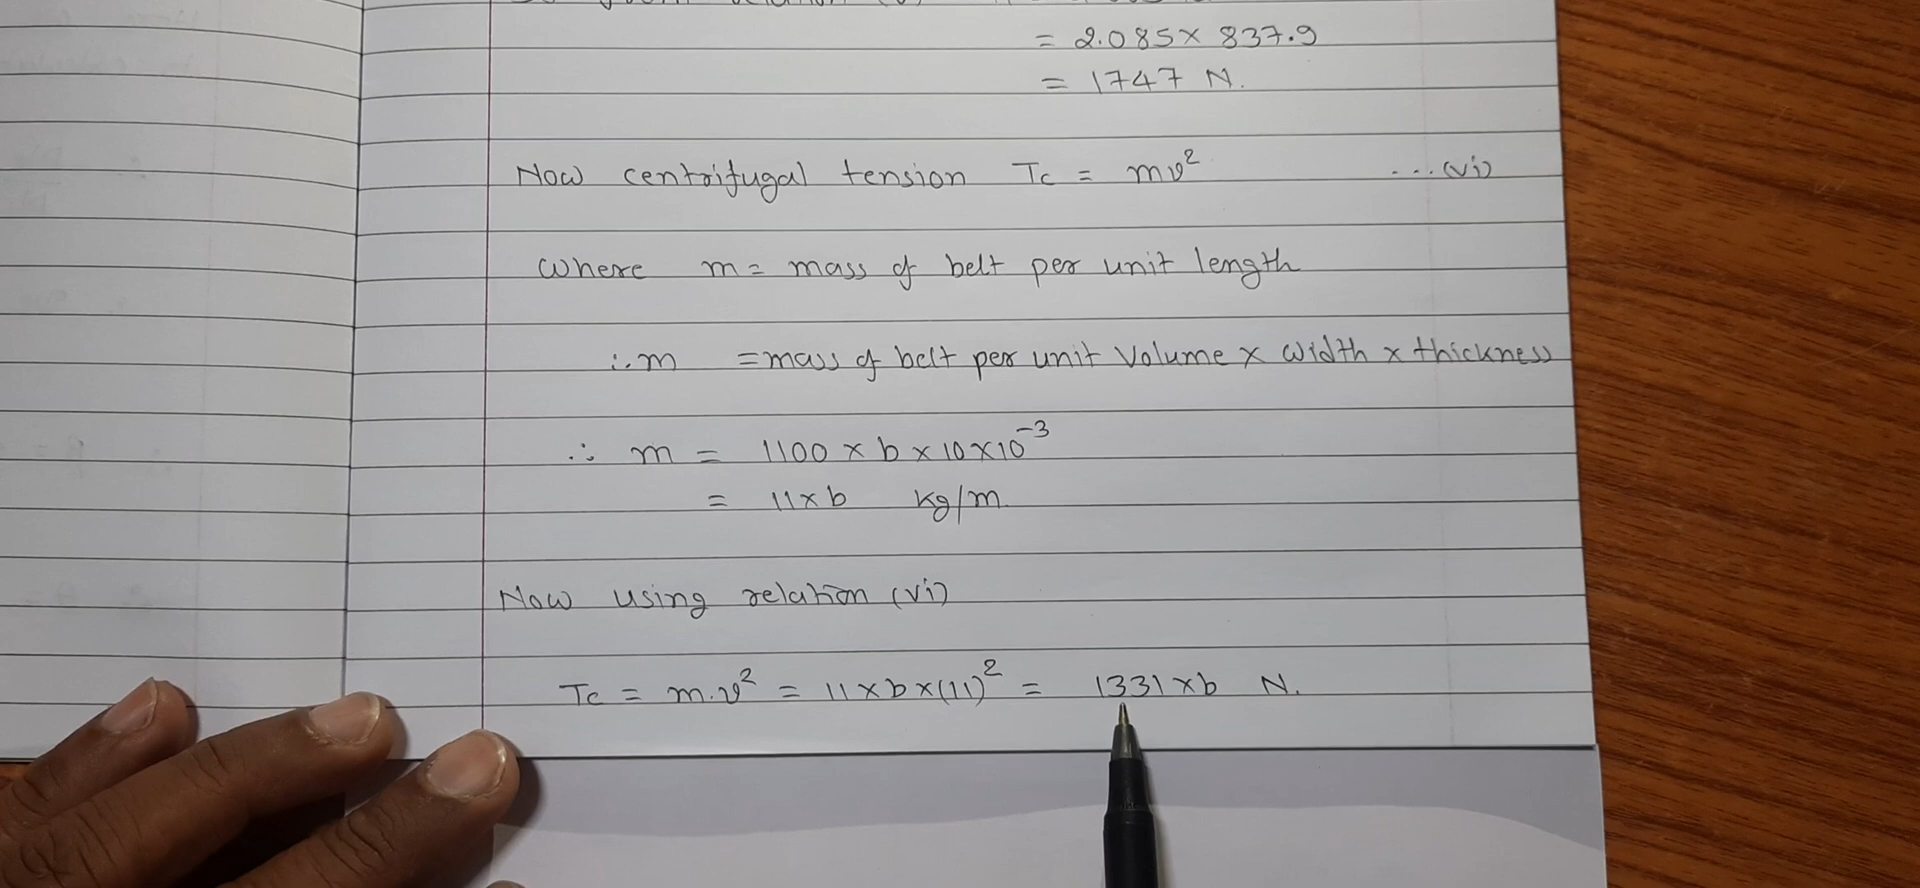 = 2.085 × 837.9
= 1747 N.
Now centrifugal tension Tc = mv² ...(vi)
where m = mass of belt per unit length
∴ m = mass of belt per unit volume × width × thickness
∴ m = 1100 × b × 10 × 10⁻³
= 11 × b kg/m.
Now using relation (vi)
Tc = m.v² = 11 × b × (11)² = 1331 × b N.